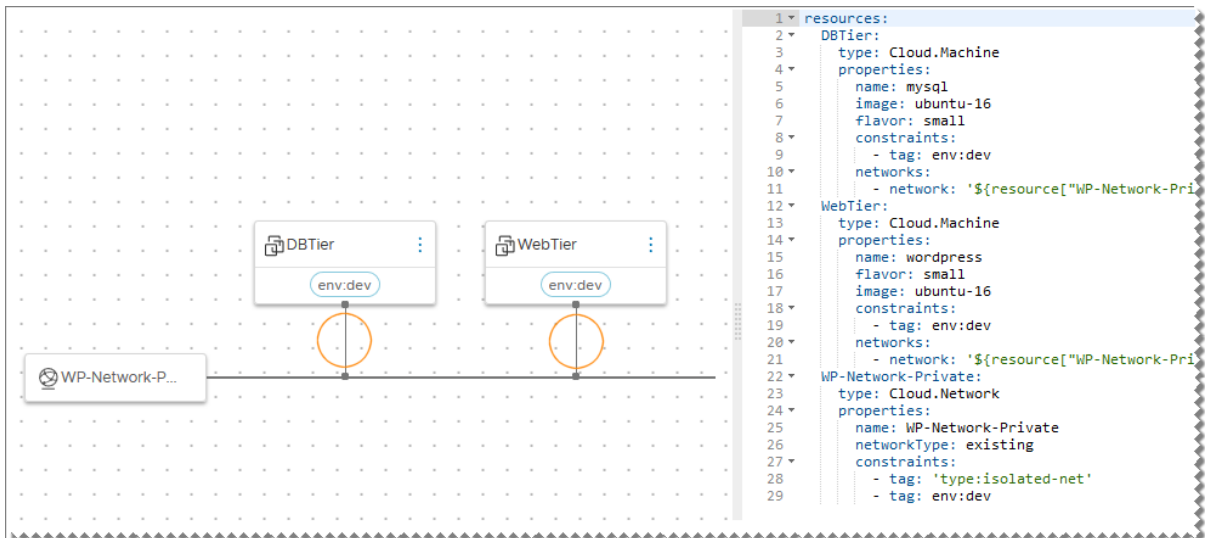 DBTier
env:dev
WebTier
env:dev
WP-Network-P...
1 resources:
2 DBTier:
3 type: Cloud.Machine
4 properties:
5 name: mysql
6 image: ubuntu-16
7 flavor: small
8 constraints:
9 - tag: env:dev
10 networks:
11 - network: '${resource["WP-Network-Pri
12 WebTier:
13 type: Cloud.Machine
14 properties:
15 name: wordpress
16 flavor: small
17 image: ubuntu-16
18 constraints:
19 - tag: env:dev
20 networks:
21 - network: '${resource["WP-Network-Pri
22 WP-Network-Private:
23 type: Cloud.Network
24 properties:
25 name: WP-Network-Private
26 networkType: existing
27 constraints:
28 - tag: 'type:isolated-net'
29 - tag: env:dev